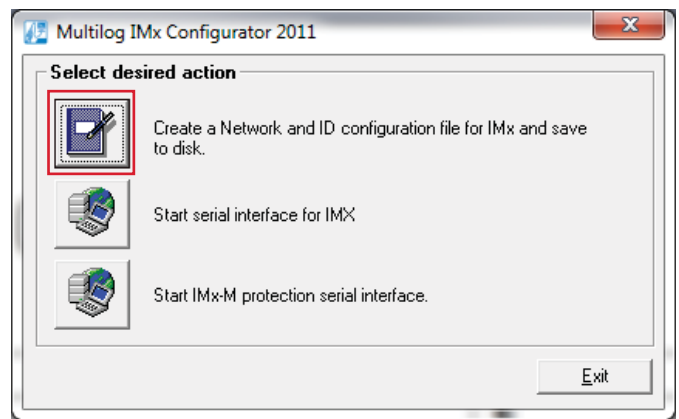 Multilog IMx Configurator 2011
Select desired action
Create a Network and ID configuration file for IMx and save
to disk.
Start serial interface for IMX
Start IMx-M protection serial interface.
Exit